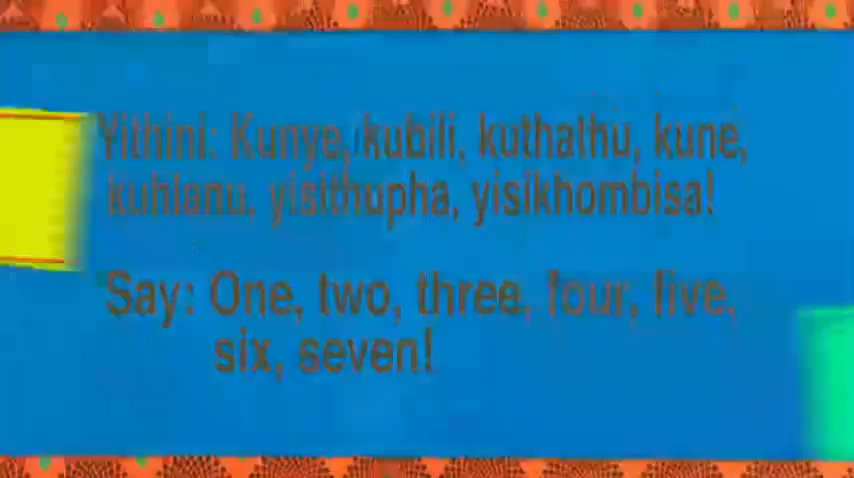 Yithini: Kunye, kubili, kuthathu, kune,
kuhlanu, yisithupha, yisikhombisa!
Say: One, two, three, four, five,
six, seven!